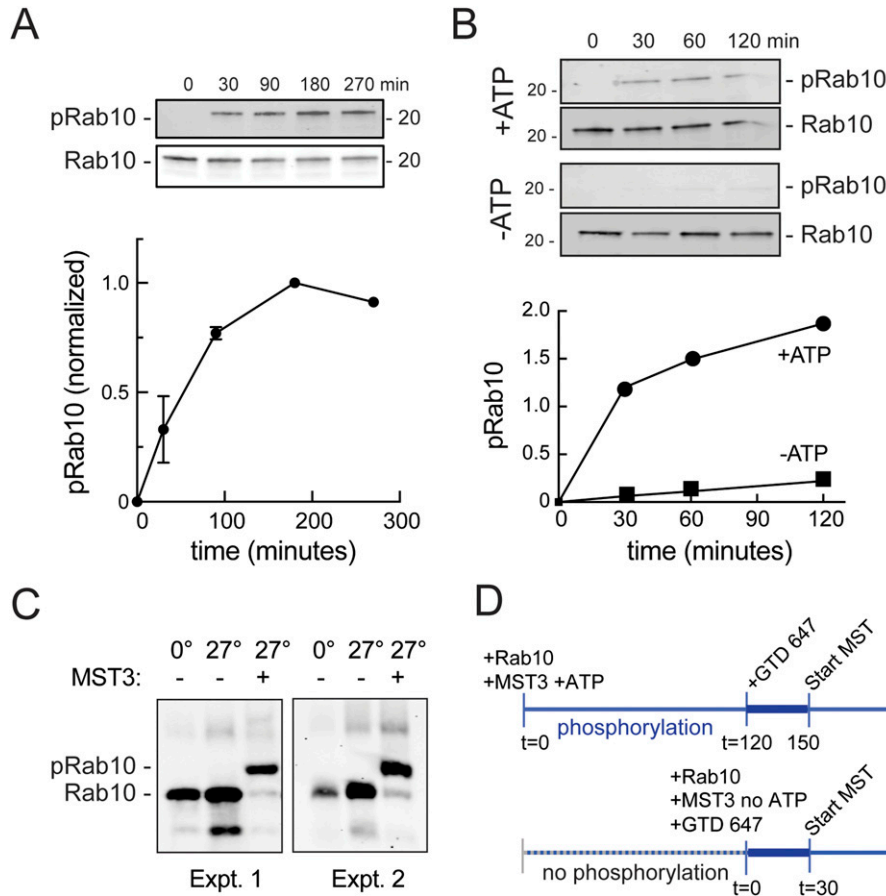 A
0 30 90 180 270 min
pRab10 - 20
Rab10 - 20
1.0
0.5
0
pRab10 (normalized)
0 100 200 300
time (minutes)
B
0 30 60 120 min
+ATP
20 - - pRab10
20 - - Rab10
-ATP
20 - - pRab10
20 - - Rab10
2.0
1.5
1.0
0.5
0
pRab10
+ATP
-ATP
0 30 60 90 120
time (minutes)
C
0° 27° 27° 0° 27° 27°
MST3: - - + - - +
pRab10 -
Rab10 -
Expt. 1 Expt. 2
D
+Rab10
+MST3 +ATP
+GTD 647
Start MST
phosphorylation
t=0 t=120 150
+Rab10
+MST3 no ATP
+GTD 647
Start MST
no phosphorylation
t=0 t=30